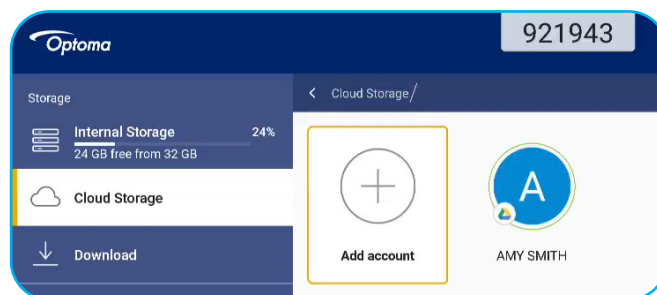 Optoma
921943
Storage
Internal Storage 24%
24 GB free from 32 GB
Cloud Storage
Download
< Cloud Storage/
Add account
A
AMY SMITH